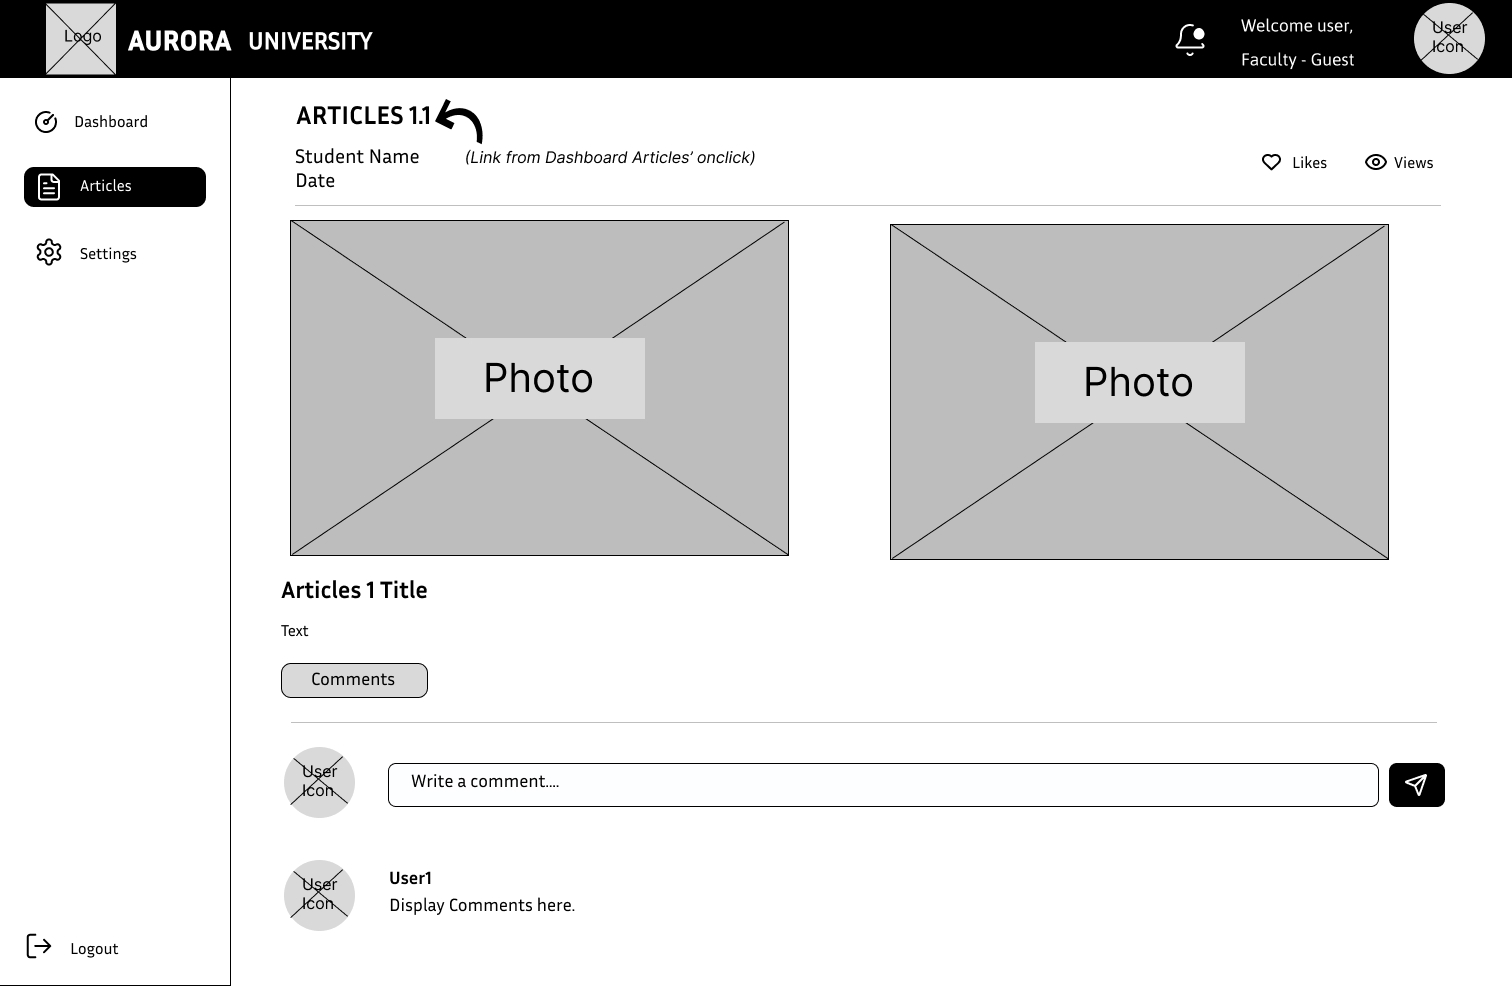 Logo
AURORA UNIVERSITY
Welcome user,
Faculty - Guest
User
Icon
Dashboard
Articles
Settings
Logout
ARTICLES 1.1
Student Name
(Link from Dashboard Articles’ onclick)
Date
Likes
Views
Photo
Photo
Articles 1 Title
Text
Comments
User
Icon
Write a comment....
User
Icon
User1
Display Comments here.